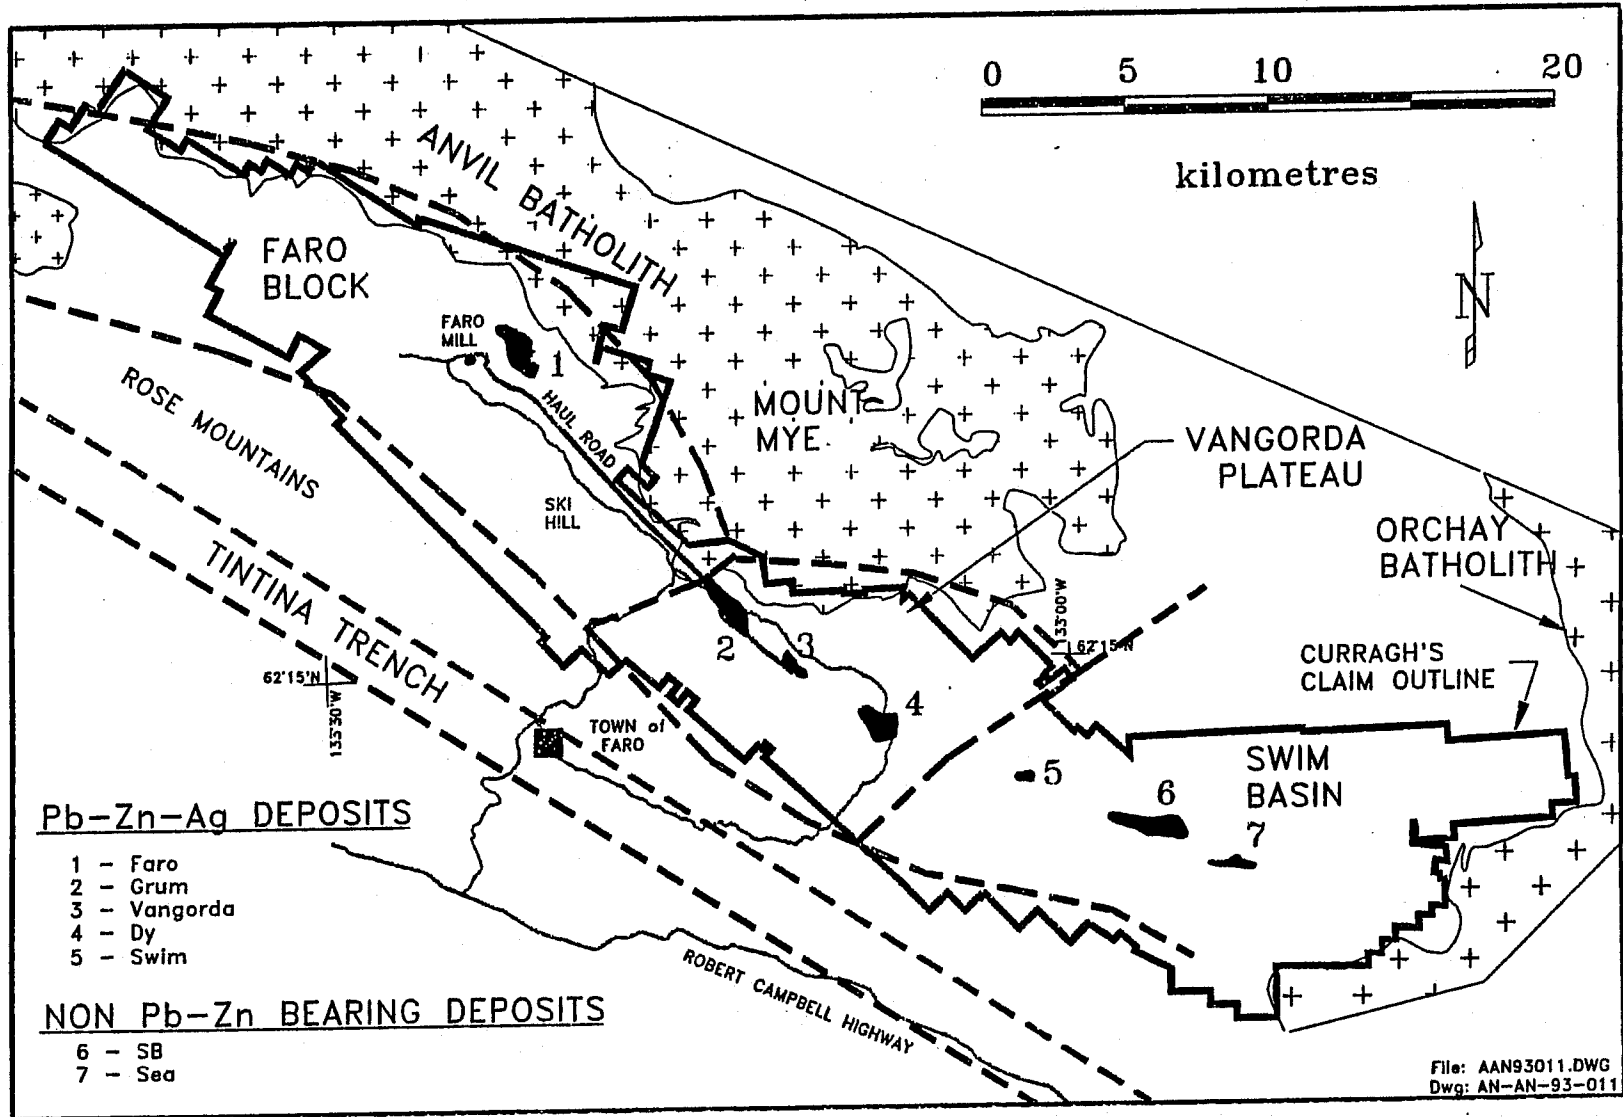 0 5 10 20
kilometres
N
ANVIL BATHOLITH
FARO
BLOCK
FARO
MILL
1
HAUL ROAD
MOUNT
MYE
VANGORDA
PLATEAU
ROSE MOUNTAINS
SKI
HILL
ORCHAY
BATHOLITH
TINTINA TRENCH
133°00'W
62°15'N
2
3
CURRAGH'S
CLAIM OUTLINE
62°15'N
133°30'W
4
TOWN of
FARO
5
SWIM
BASIN
6
7
Pb-Zn-Ag DEPOSITS
1 - Faro
2 - Grum
3 - Vangorda
4 - Dy
5 - Swim
NON Pb-Zn BEARING DEPOSITS
6 - SB
7 - Sea
ROBERT CAMPBELL HIGHWAY
File: AAN93011.DWG
Dwg: AN-AN-93-011